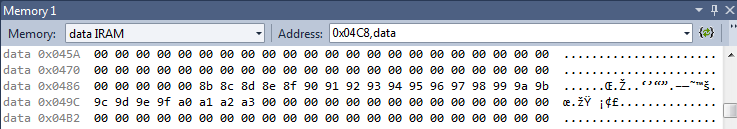 Memory 1
Memory: data IRAM Address: 0x04C8,data
data 0x045A 00 00 00 00 00 00 00 00 00 00 00 00 00 00 00 00 00 00 00 00 00 00 ......................
data 0x0470 00 00 00 00 00 00 00 00 00 00 00 00 00 00 00 00 00 00 00 00 00 00 ......................
data 0x0486 00 00 00 00 00 8b 8c 8d 8e 8f 90 91 92 93 94 95 96 97 98 99 9a 9b ......Œ.Ž..‘’“”.–—˜™š.
data 0x049C 9c 9d 9e 9f a0 a1 a2 a3 00 00 00 00 00 00 00 00 00 00 00 00 00 00 œ.žŸ ¡¢£..............
data 0x04B2 00 00 00 00 00 00 00 00 00 00 00 00 00 00 00 00 00 00 00 00 00 00 ......................